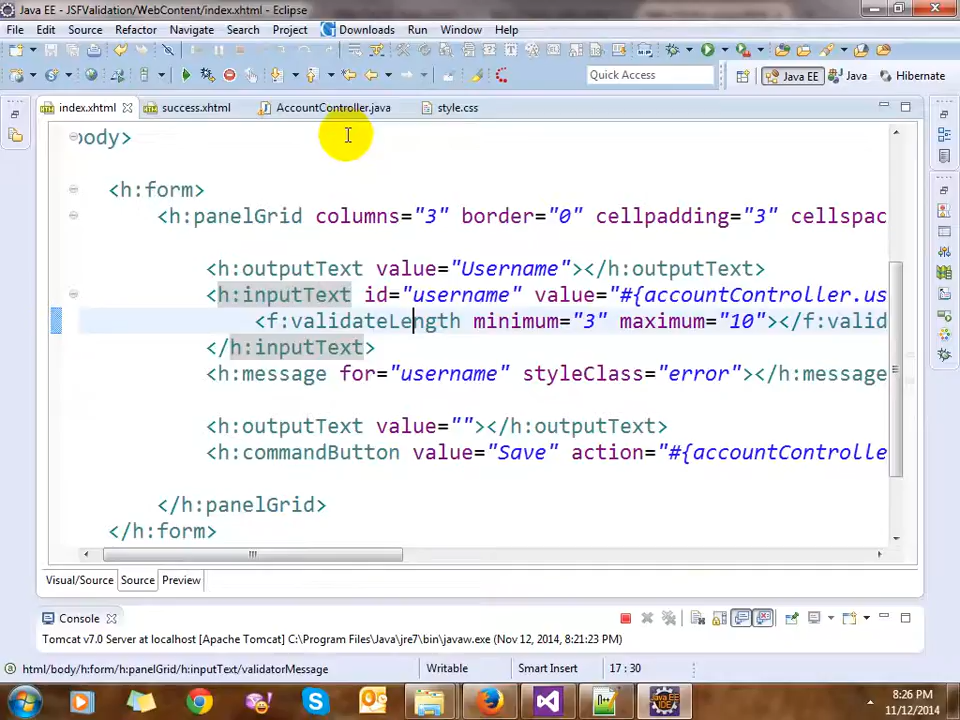 Java EE - JSFValidation/WebContent/index.xhtml - Eclipse
File Edit Source Refactor Navigate Search Project Downloads Run Window Help
Quick Access
Java EE Java Hibernate
index.xhtml success.xhtml AccountController.java style.css
body>
<h:form>
<h:panelGrid columns="3" border="0" cellpadding="3" cellspac
<h:outputText value="Username"></h:outputText>
<h:inputText id="username" value="#{accountController.us
<f:validateLength minimum="3" maximum="10"></f:valid
</h:inputText>
<h:message for="username" styleClass="error"></h:message
<h:outputText value=""></h:outputText>
<h:commandButton value="Save" action="#{accountControlle
</h:panelGrid>
</h:form>
Visual/Source Source Preview
Console
Tomcat v7.0 Server at localhost [Apache Tomcat] C:\Program Files\Java\jre7\bin\javaw.exe (Nov 12, 2014, 8:21:23 PM)
html/body/h:form/h:panelGrid/h:inputText/validatorMessage Writable Smart Insert 17 : 30
8:26 PM
11/12/2014